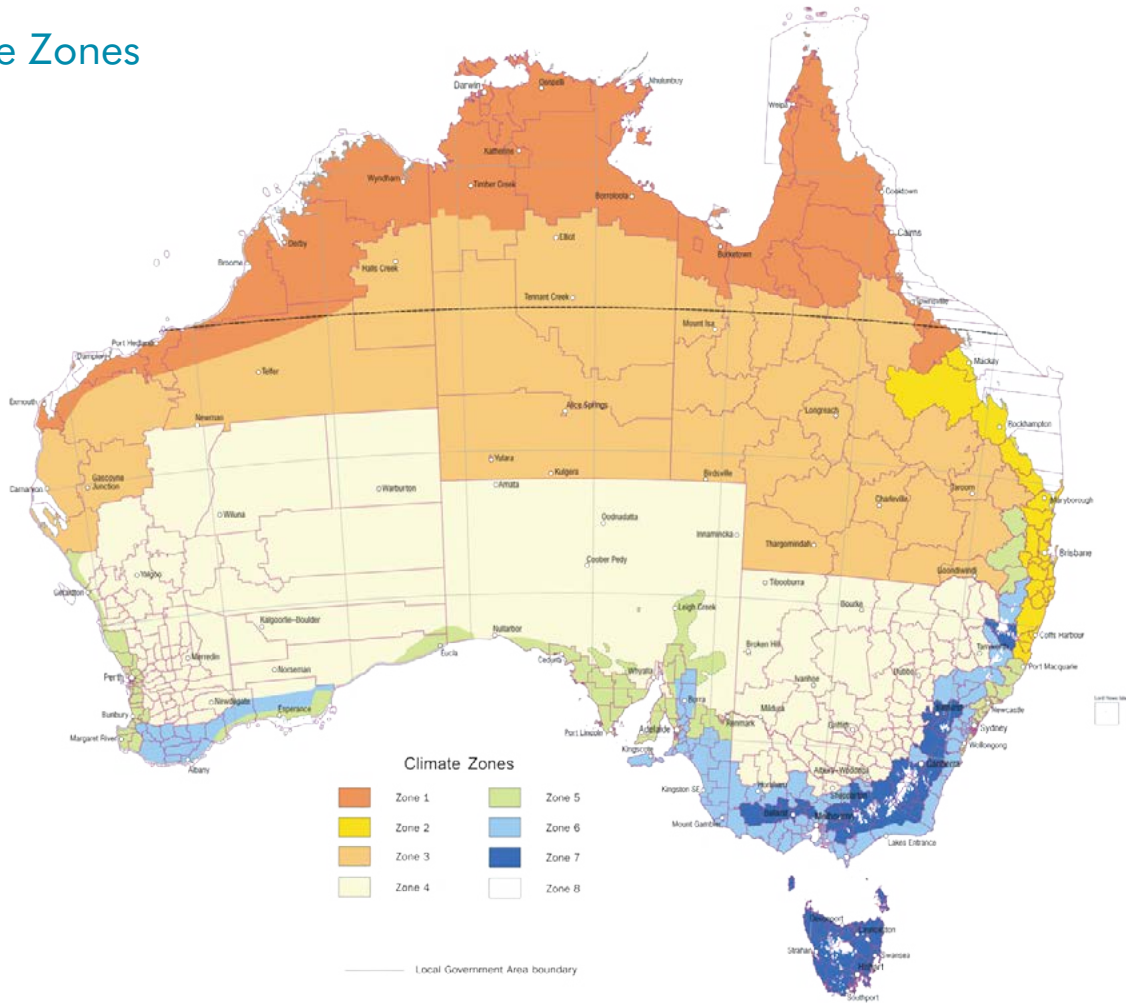 e Zones
Darwin
Oenpelli
Nhulunbuy
Weipa
Katherine
Wyndham
Timber Creek
Borroloola
Cooktown
Cairns
Elliot
Derby
Burketown
Broome
Halls Creek
Tennant Creek
Townsville
Mount Isa
Port Hedland
Dampier
Mackay
Telfer
Exmouth
Alice Springs
Longreach
Newman
Rockhampton
Yulara
Kulgera
Birdsville
Gascoyne
Junction
Carnarvon
Warburton
Amata
Charleville
Taroom
Maryborough
Wiluna
Oodnadatta
Innamincka
Thargomindah
Brisbane
Coober Pedy
Goondiwindi
Yalgoo
Tibooburra
Geraldton
Leigh Creek
Bourke
Kalgoorlie-Boulder
Nullarbor
Coffs Harbour
Eucla
Broken Hill
Tamworth
Merredin
Ceduna
Port Macquarie
Norseman
Whyalla
Dubbo
Perth
Ivanhoe
Newdegate
Burra
Esperance
Mildura
Newcastle
Bunbury
Renmark
Griffith
Sydney
Port Lincoln
Adelaide
Margaret River
Wollongong
Kingscote
Canberra
Albany
Albury-Wodonga
Climate Zones
Horsham
Kingston SE
Shepparton
Zone 1
Zone 5
Ballarat
Melbourne
Mount Gambier
Zone 2
Zone 6
Lakes Entrance
Zone 3
Zone 7
Zone 4
Zone 8
Devonport
Launceston
Strahan
Swansea
Hobart
Local Government Area boundary
Southport